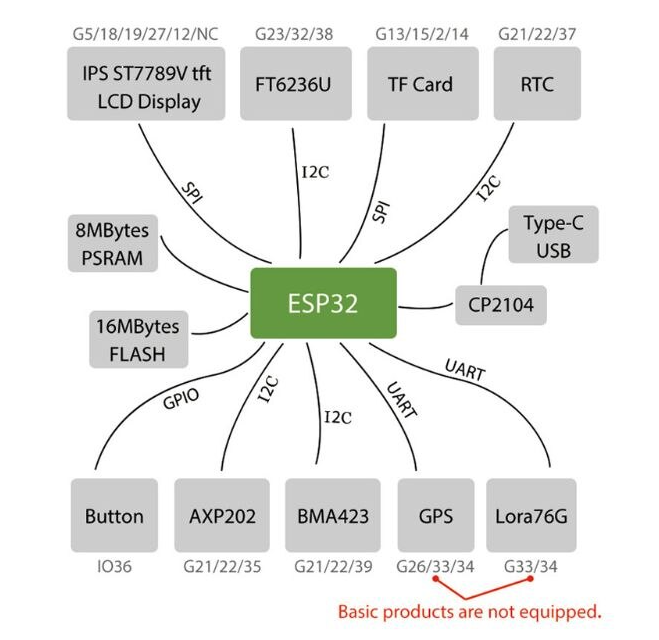 G5/18/19/27/12/NC
G23/32/38
G13/15/2/14
G21/22/37
IPS ST7789V tft
LCD Display
FT6236U
TF Card
RTC
SPI
I2C
SPI
I2C
8MBytes
PSRAM
Type-C
USB
ESP32
CP2104
16MBytes
FLASH
GPIO
I2C
I2C
UART
UART
Button
AXP202
BMA423
GPS
Lora76G
IO36
G21/22/35
G21/22/39
G26/33/34
G33/34
Basic products are not equipped.